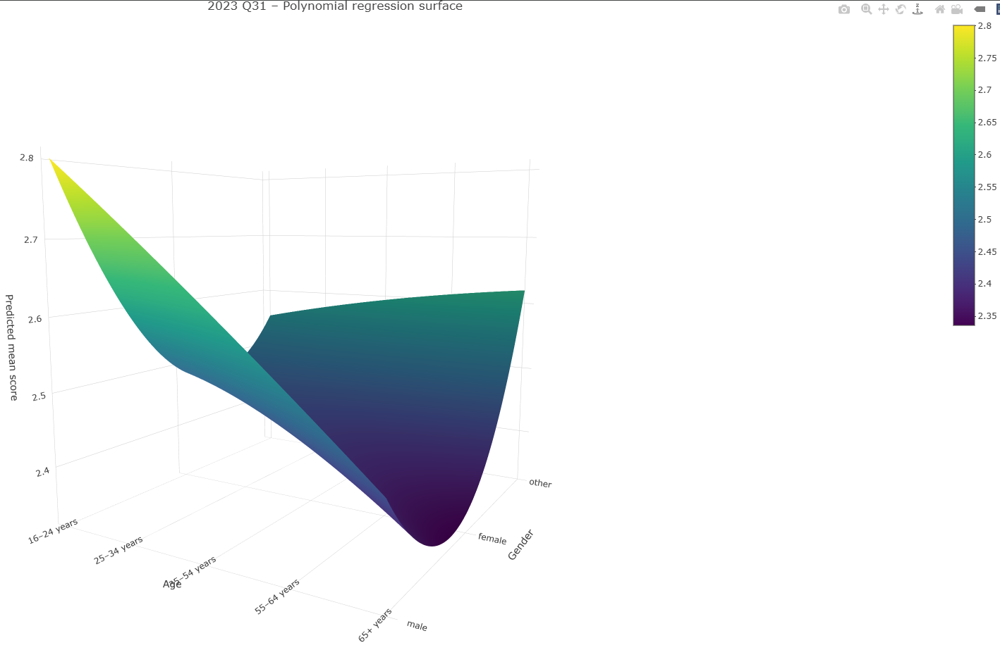 2023 Q31 – Polynomial regression surface
2.8
2.75
2.7
2.65
2.6
2.55
2.5
2.45
2.4
2.35
2.8
2.7
2.6
2.5
2.4
Predicted mean score
16–24 years
25–34 years
55–64 years
65+ years
Age
other
female
male
Gender